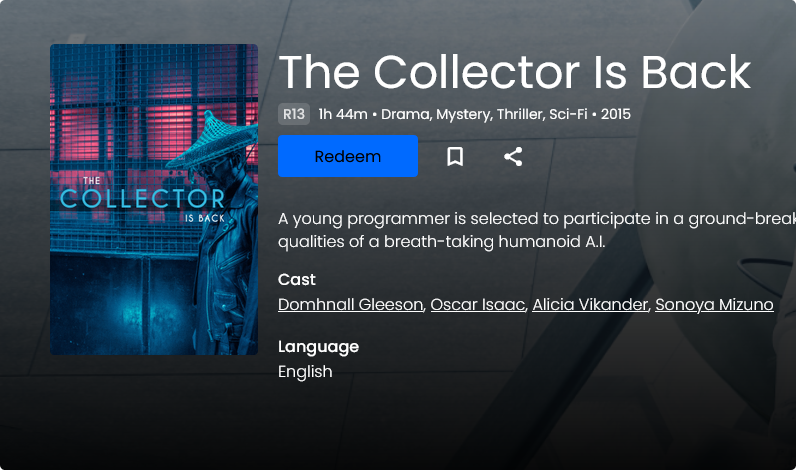 The Collector Is Back
R13 1h 44m • Drama, Mystery, Thriller, Sci-Fi • 2015
Redeem
THE
COLLECTOR
IS BACK
A young programmer is selected to participate in a ground-break
qualities of a breath-taking humanoid A.I.
Cast
Domhnall Gleeson, Oscar Isaac, Alicia Vikander, Sonoya Mizuno
Language
English